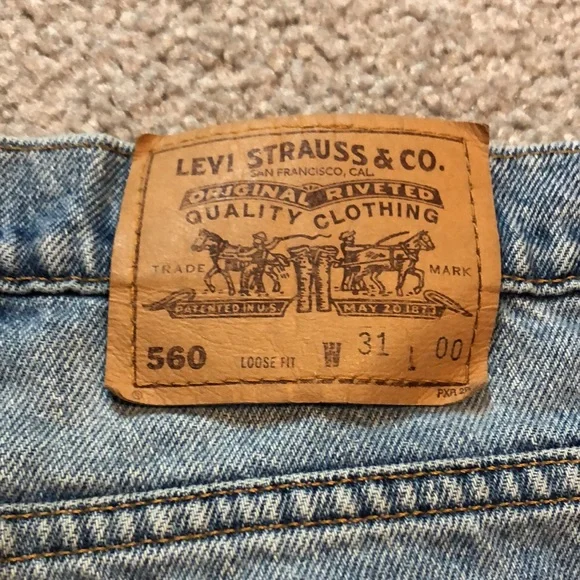 LEVI STRAUSS & CO.
SAN FRANCISCO, CAL.
ORIGINAL RIVETED
QUALITY CLOTHING
TRADE MARK
PATENTED IN U.S. MAY 20 1873
560 LOOSE FIT W 31 L 00